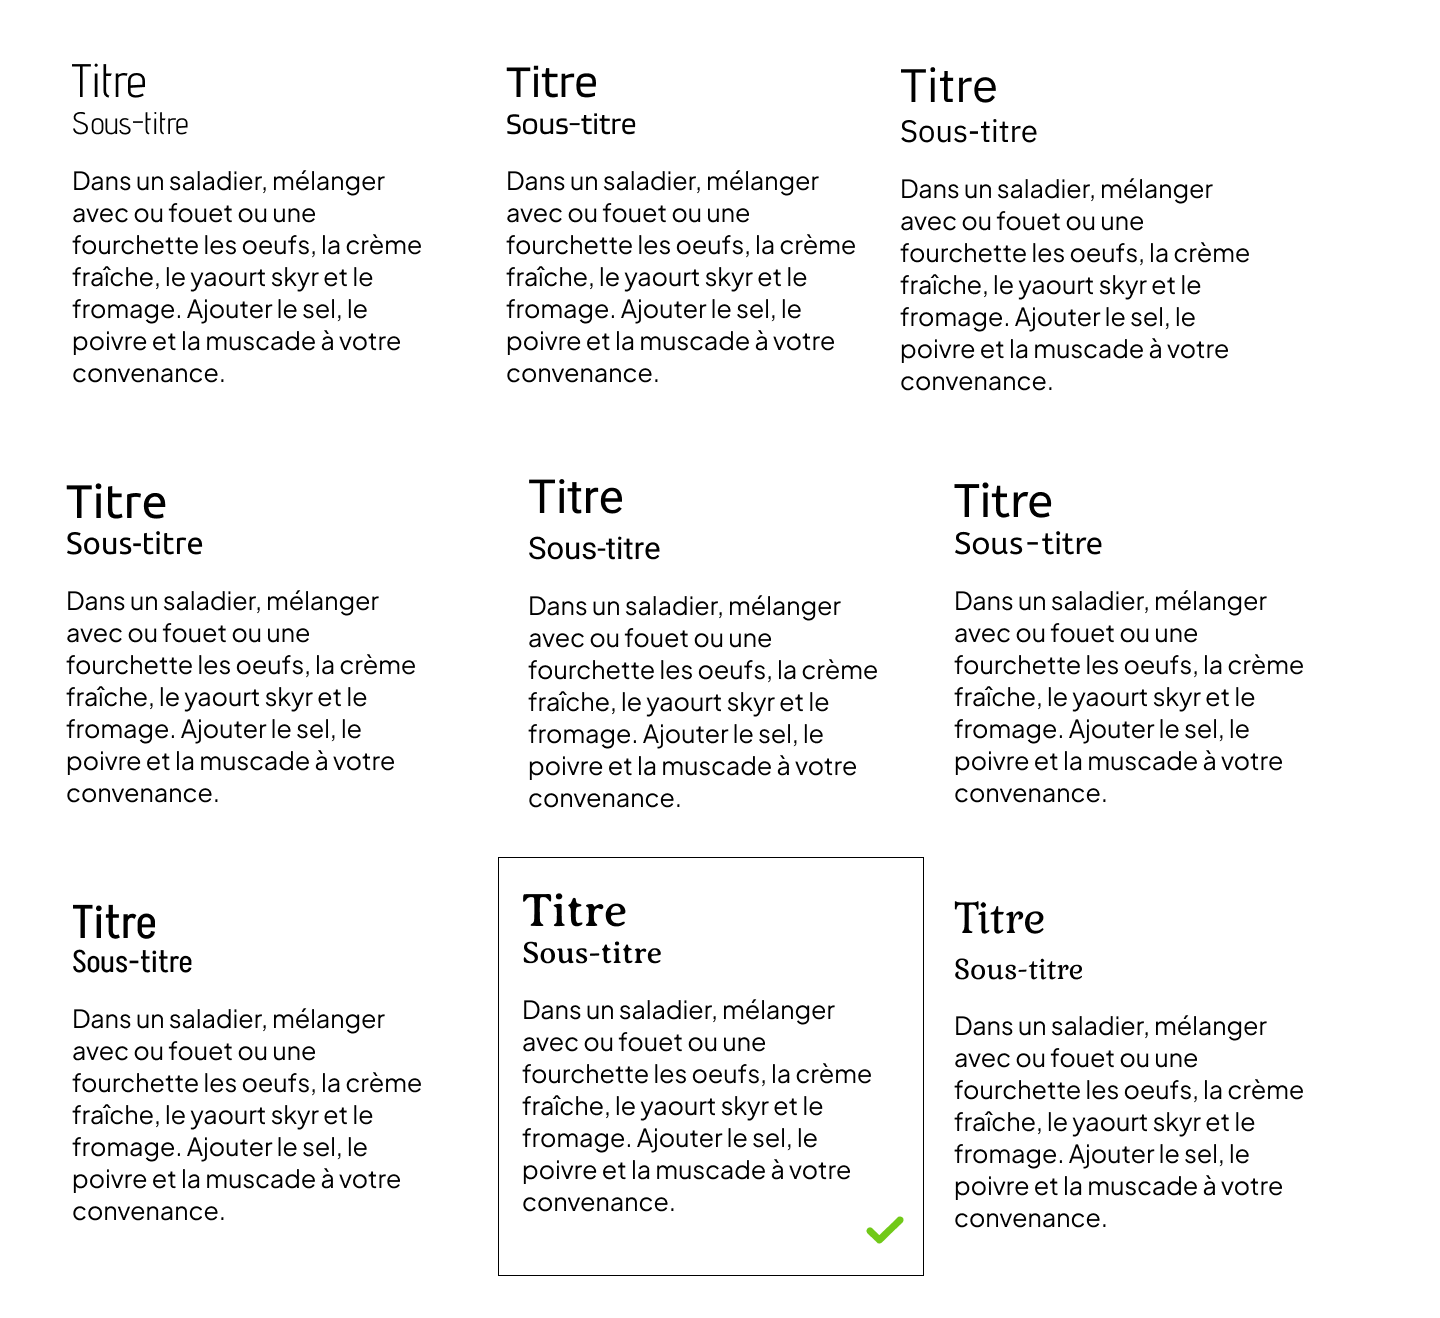 Titre
Sous-titre
Dans un saladier, mélanger
avec ou fouet ou une
fourchette les oeufs, la crème
fraîche, le yaourt skyr et le
fromage. Ajouter le sel, le
poivre et la muscade à votre
convenance.
Titre
Sous-titre
Dans un saladier, mélanger
avec ou fouet ou une
fourchette les oeufs, la crème
fraîche, le yaourt skyr et le
fromage. Ajouter le sel, le
poivre et la muscade à votre
convenance.
Titre
Sous-titre
Dans un saladier, mélanger
avec ou fouet ou une
fourchette les oeufs, la crème
fraîche, le yaourt skyr et le
fromage. Ajouter le sel, le
poivre et la muscade à votre
convenance.
Titre
Sous-titre
Dans un saladier, mélanger
avec ou fouet ou une
fourchette les oeufs, la crème
fraîche, le yaourt skyr et le
fromage. Ajouter le sel, le
poivre et la muscade à votre
convenance.
Titre
Sous-titre
Dans un saladier, mélanger
avec ou fouet ou une
fourchette les oeufs, la crème
fraîche, le yaourt skyr et le
fromage. Ajouter le sel, le
poivre et la muscade à votre
convenance.
Titre
Sous-titre
Dans un saladier, mélanger
avec ou fouet ou une
fourchette les oeufs, la crème
fraîche, le yaourt skyr et le
fromage. Ajouter le sel, le
poivre et la muscade à votre
convenance.
Titre
Sous-titre
Dans un saladier, mélanger
avec ou fouet ou une
fourchette les oeufs, la crème
fraîche, le yaourt skyr et le
fromage. Ajouter le sel, le
poivre et la muscade à votre
convenance.
Titre
Sous-titre
Dans un saladier, mélanger
avec ou fouet ou une
fourchette les oeufs, la crème
fraîche, le yaourt skyr et le
fromage. Ajouter le sel, le
poivre et la muscade à votre
convenance.
Titre
Sous-titre
Dans un saladier, mélanger
avec ou fouet ou une
fourchette les oeufs, la crème
fraîche, le yaourt skyr et le
fromage. Ajouter le sel, le
poivre et la muscade à votre
convenance.